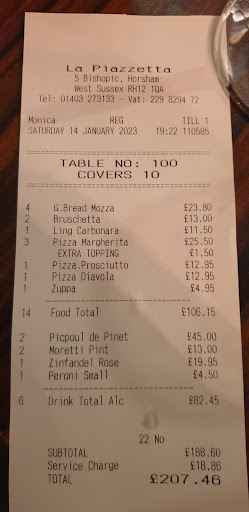 La Piazzetta
5 Bishopic, Horsham
West Sussex RH12 1QA
Tel: 01403 273133 - Vat: 229 8294 72
Monica REG TILL 1
SATURDAY 14 JANUARY 2023 19:22 110585
TABLE NO: 100
COVERS 10
4 G.Bread Mozza £23.80
2 Bruschetta £13.00
1 Ling Carbonara £11.50
3 Pizza Margherita £25.50
EXTRA TOPPING £1.50
1 Pizza.Prosciutto £12.95
1 Pizza Diavola £12.95
1 Zuppa £4.95
14 Food Total £106.15
2 Picpoul de Pinet £45.00
2 Moretti Pint £13.00
1 Zinfandel Rose £19.95
1 Peroni Small £4.50
6 Drink Total Alc £82.45
22 No
SUBTOTAL £188.60
Service Charge £18.86
TOTAL £207.46